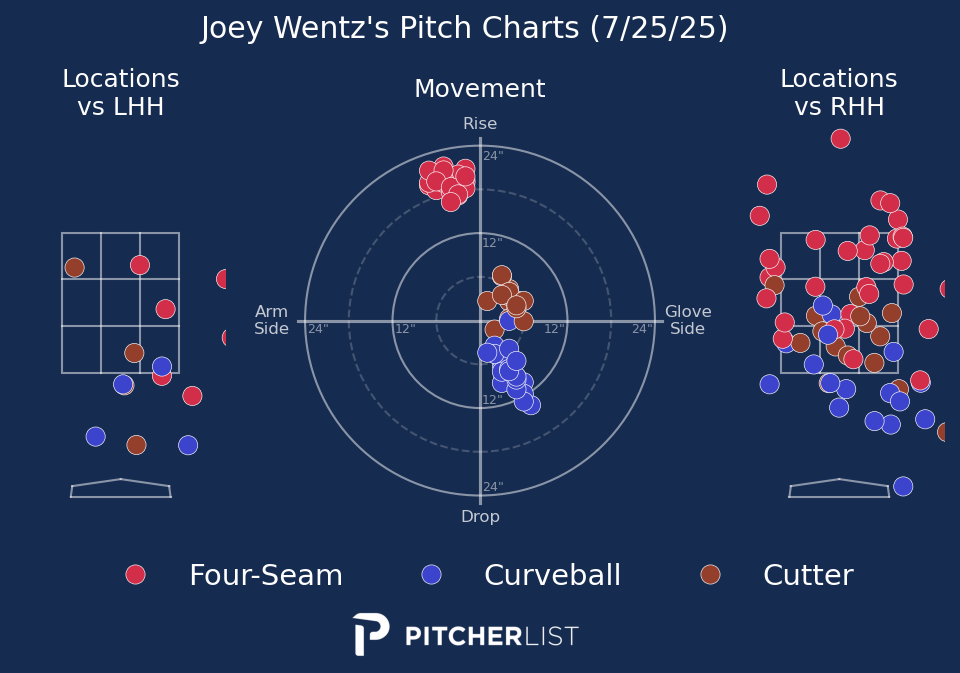 Joey Wentz's Pitch Charts (7/25/25)
Locations
vs LHH
Movement
Locations
vs RHH
Rise
24"
12"
Arm
Side
24"
12"
12"
24"
Glove
Side
12"
24"
Drop
Four-Seam
Curveball
Cutter
PITCHERLIST